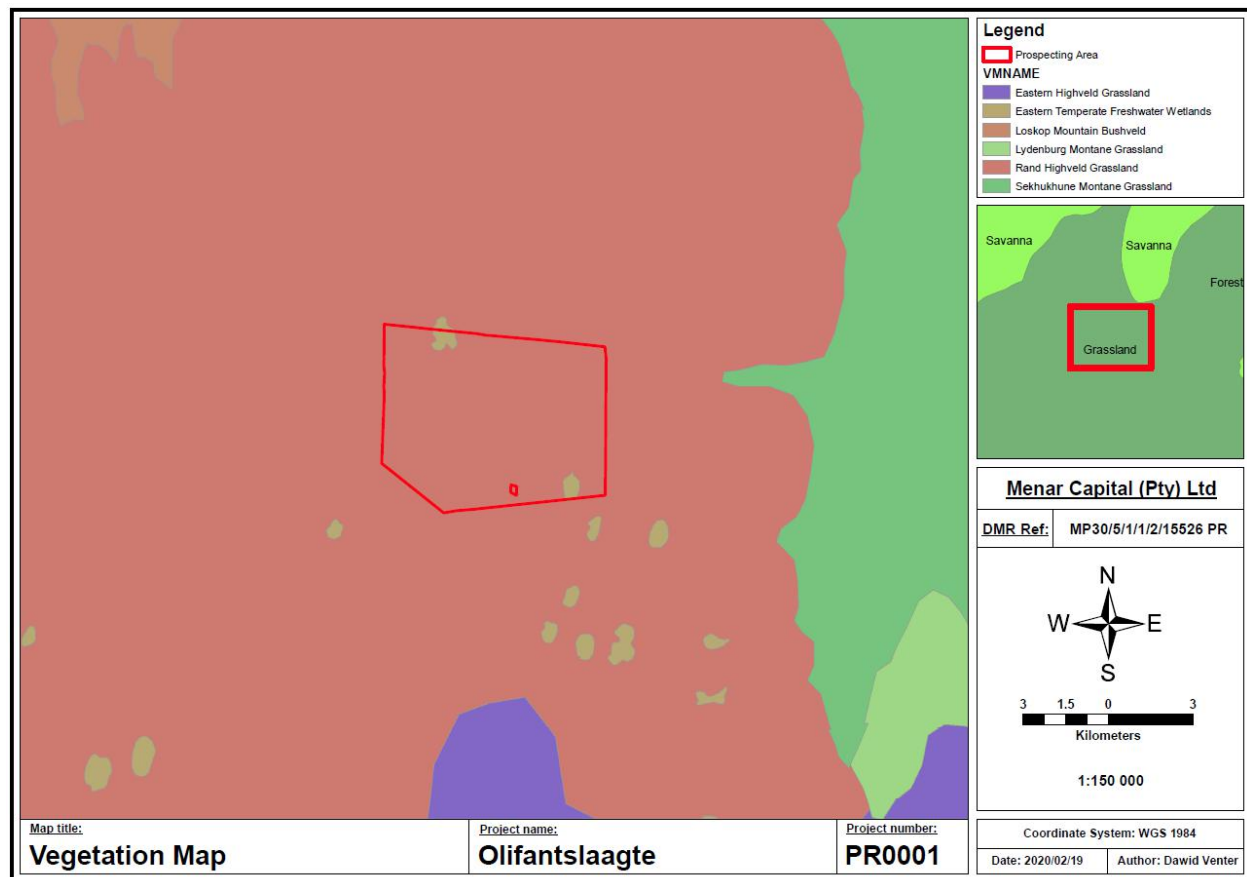 Legend
Prospecting Area
VMNAME
Eastern Highveld Grassland
Eastern Temperate Freshwater Wetlands
Loskop Mountain Bushveld
Lydenburg Montane Grassland
Rand Highveld Grassland
Sekhukhune Montane Grassland
Savanna
Savanna
Forest
Grassland
Menar Capital (Pty) Ltd
DMR Ref: MP30/5/1/1/2/15526 PR
N
W E
S
3 1.5 0 3
Kilometers
1:150 000
Map title:
Vegetation Map
Project name:
Olifantslaagte
Project number:
PR0001
Coordinate System: WGS 1984
Date: 2020/02/19 Author: Dawid Venter